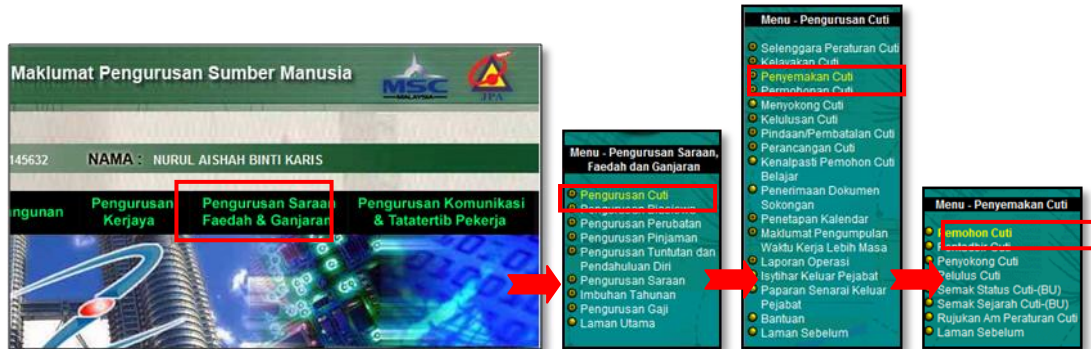 Maklumat Pengurusan Sumber Manusia
MSC
MALAYSIA
JPA
145632 NAMA : NURUL AISHAH BINTI KARIS
ngunan
Pengurusan
Kerjaya
Pengurusan Saraan
Faedah & Ganjaran
Pengurusan Komunikasi
& Tatatertib Pekerja
Menu - Pengurusan Saraan,
Faedah dan Ganjaran
Pengurusan Cuti
Pengurusan Perubatan
Pengurusan Pinjaman
Pengurusan Tuntutan dan
Pendahuluan Diri
Pengurusan Saraan
Imbuhan Tahunan
Pengurusan Gaji
Laman Utama
Menu - Pengurusan Cuti
Selenggara Peraturan Cuti
Kelayakan Cuti
Penyemakan Cuti
Permohonan Cuti
Menyokong Cuti
Kelulusan Cuti
Pindaan/Pembatalan Cuti
Perancangan Cuti
Kenalpasti Pemohon Cuti
Belajar
Penerimaan Dokumen
Sokongan
Penetapan Kalendar
Maklumat Pengumpulan
Waktu Kerja Lebih Masa
Laporan Operasi
Isytihar Keluar Pejabat
Paparan Senarai Keluar
Pejabat
Bantuan
Laman Sebelum
Menu - Penyemakan Cuti
Pemohon Cuti
Penyokong Cuti
Pelulus Cuti
Semak Status Cuti-(BU)
Semak Sejarah Cuti-(BU)
Rujukan Am Peraturan Cuti
Laman Sebelum